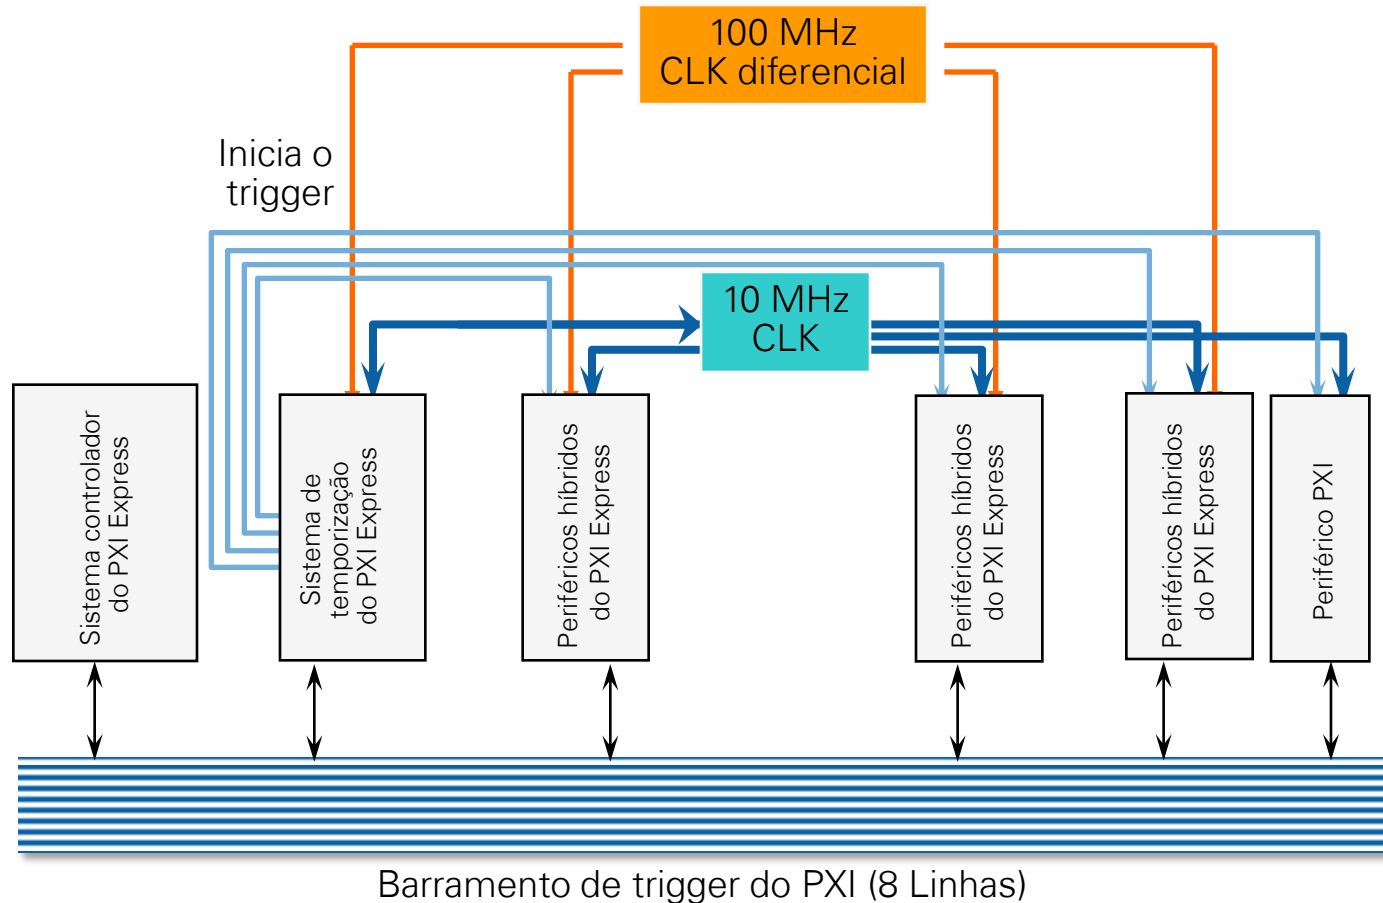 100 MHz
CLK diferencial
Inicia o
trigger
10 MHz
CLK
Sistema controlador
do PXI Express
Sistema de
temporização
do PXI Express
Periféricos híbridos
do PXI Express
Periféricos híbridos
do PXI Express
Periféricos híbridos
do PXI Express
Periférico PXI
Barramento de trigger do PXI (8 Linhas)